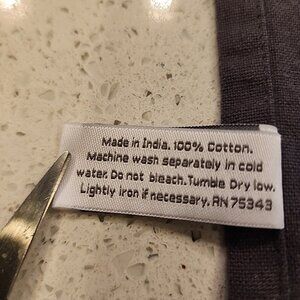 Made in India. 100% Cotton.
Machine wash separately in cold
water. Do not bleach. Tumble Dry low.
Lightly iron if necessary. RN 75343